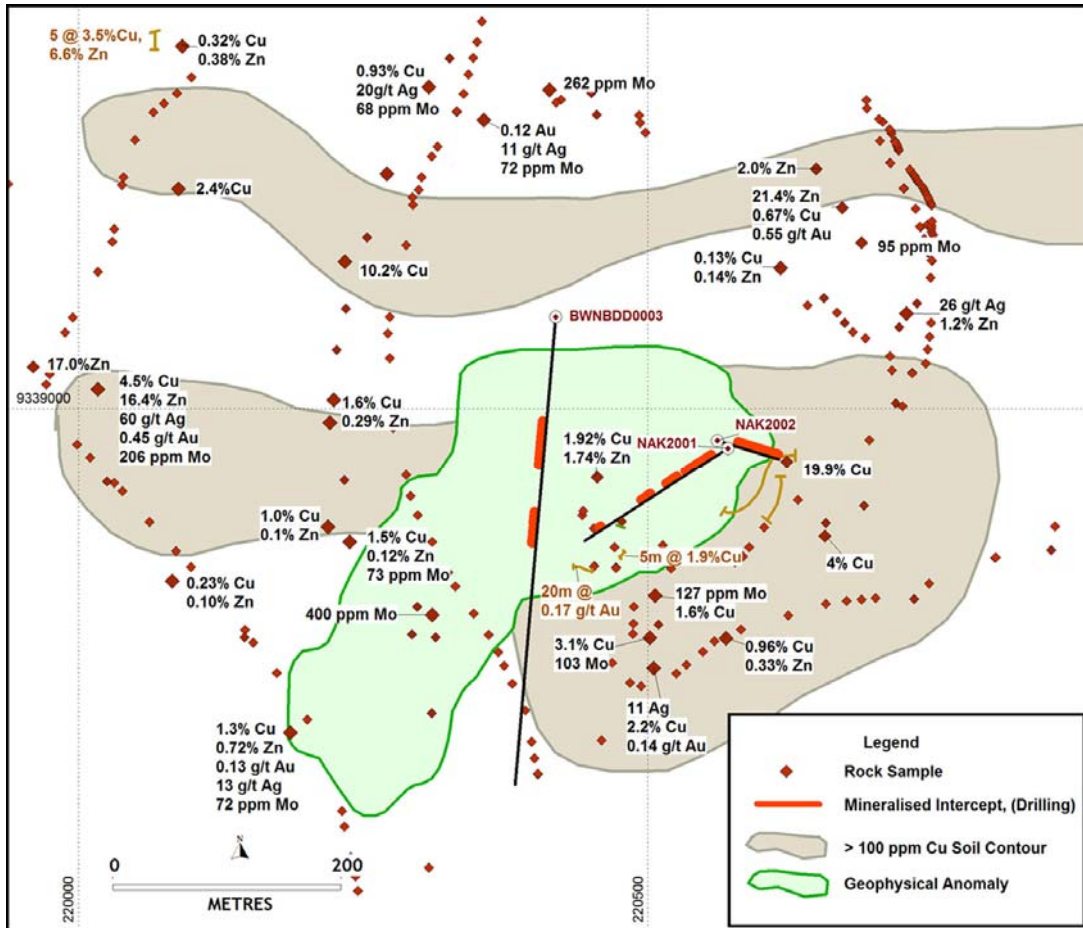 5 @ 3.5%Cu,
6.6% Zn
0.32% Cu
0.38% Zn
0.93% Cu
20g/t Ag
68 ppm Mo
262 ppm Mo
0.12 Au
11 g/t Ag
72 ppm Mo
2.4%Cu
2.0% Zn
21.4% Zn
0.67% Cu
0.55 g/t Au
95 ppm Mo
10.2% Cu
0.13% Cu
0.14% Zn
26 g/t Ag
1.2% Zn
BWNBDD0003
17.0%Zn
4.5% Cu
16.4% Zn
60 g/t Ag
0.45 g/t Au
206 ppm Mo
9339000
1.6% Cu
0.29% Zn
1.92% Cu
1.74% Zn
NAK2002
NAK2001
19.9% Cu
1.0% Cu
0.1% Zn
1.5% Cu
0.12% Zn
73 ppm Mo
4% Cu
5m @ 1.9%Cu
20m @
0.17 g/t Au
0.23% Cu
0.10% Zn
400 ppm Mo
127 ppm Mo
1.6% Cu
3.1% Cu
103 Mo
0.96% Cu
0.33% Zn
11 Ag
2.2% Cu
0.14 g/t Au
1.3% Cu
0.72% Zn
0.13 g/t Au
13 g/t Ag
72 ppm Mo
N
0 200
METRES
220000
220500
Legend
Rock Sample
Mineralised Intercept, (Drilling)
> 100 ppm Cu Soil Contour
Geophysical Anomaly